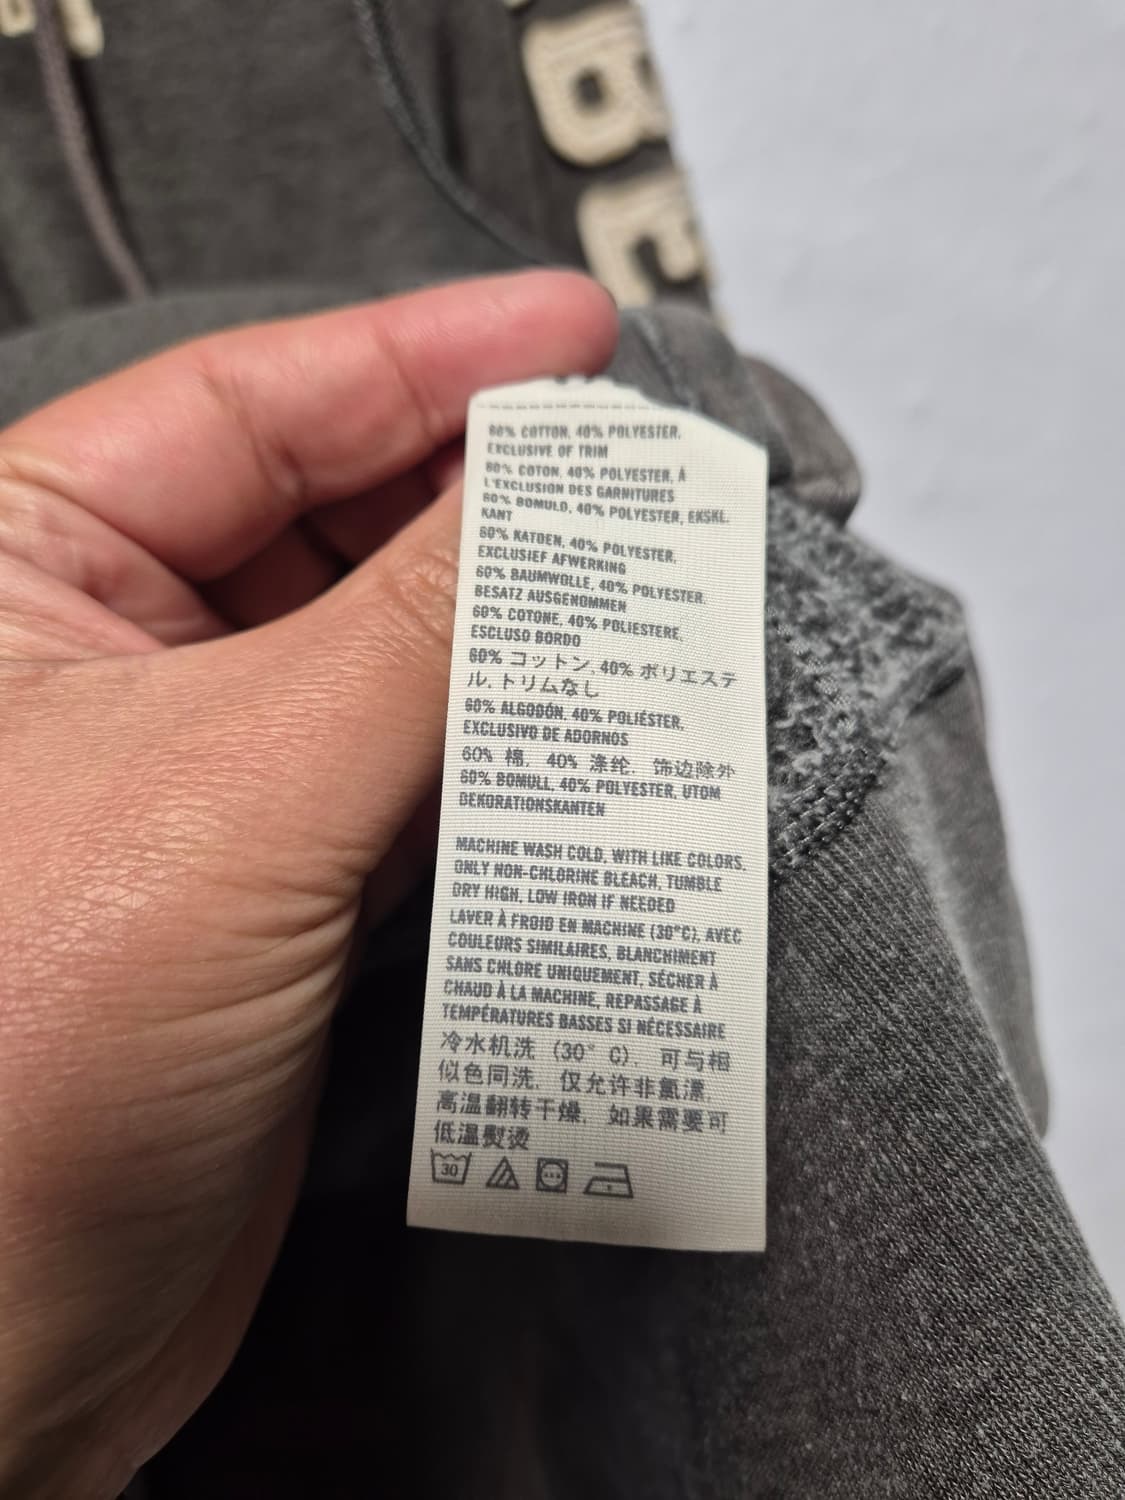 B
E
60% COTTON, 40% POLYESTER,
EXCLUSIVE OF TRIM
60% COTON, 40% POLYESTER, À
L'EXCLUSION DES GARNITURES
60% BOMULD, 40% POLYESTER, EKSKL.
KANT
60% KATOEN, 40% POLYESTER,
EXCLUSIEF AFWERKING
60% BAUMWOLLE, 40% POLYESTER.
BESATZ AUSGENOMMEN
60% COTONE, 40% POLIESTERE,
ESCLUSO BORDO
60% コットン, 40% ポリエステ
ル, トリムなし
60% ALGODÓN, 40% POLIÉSTER,
EXCLUSIVO DE ADORNOS
60% 棉, 40% 涤纶, 饰边除外
60% BOMULL, 40% POLYESTER, UTOM
DEKORATIONSKANTEN
MACHINE WASH COLD, WITH LIKE COLORS,
ONLY NON-CHLORINE BLEACH, TUMBLE
DRY HIGH, LOW IRON IF NEEDED
LAVER À FROID EN MACHINE (30°C), AVEC
COULEURS SIMILAIRES, BLANCHIMENT
SANS CHLORE UNIQUEMENT, SÉCHER À
CHAUD À LA MACHINE, REPASSAGE À
TEMPÉRATURES BASSES SI NÉCESSAIRE
冷水机洗 (30° C), 可与相
似色同洗, 仅允许非氯漂,
高温翻转干燥, 如果需要可
低温熨烫
30